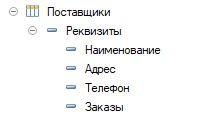 Поставщики
Реквизиты
Наименование
Адрес
Телефон
Заказы